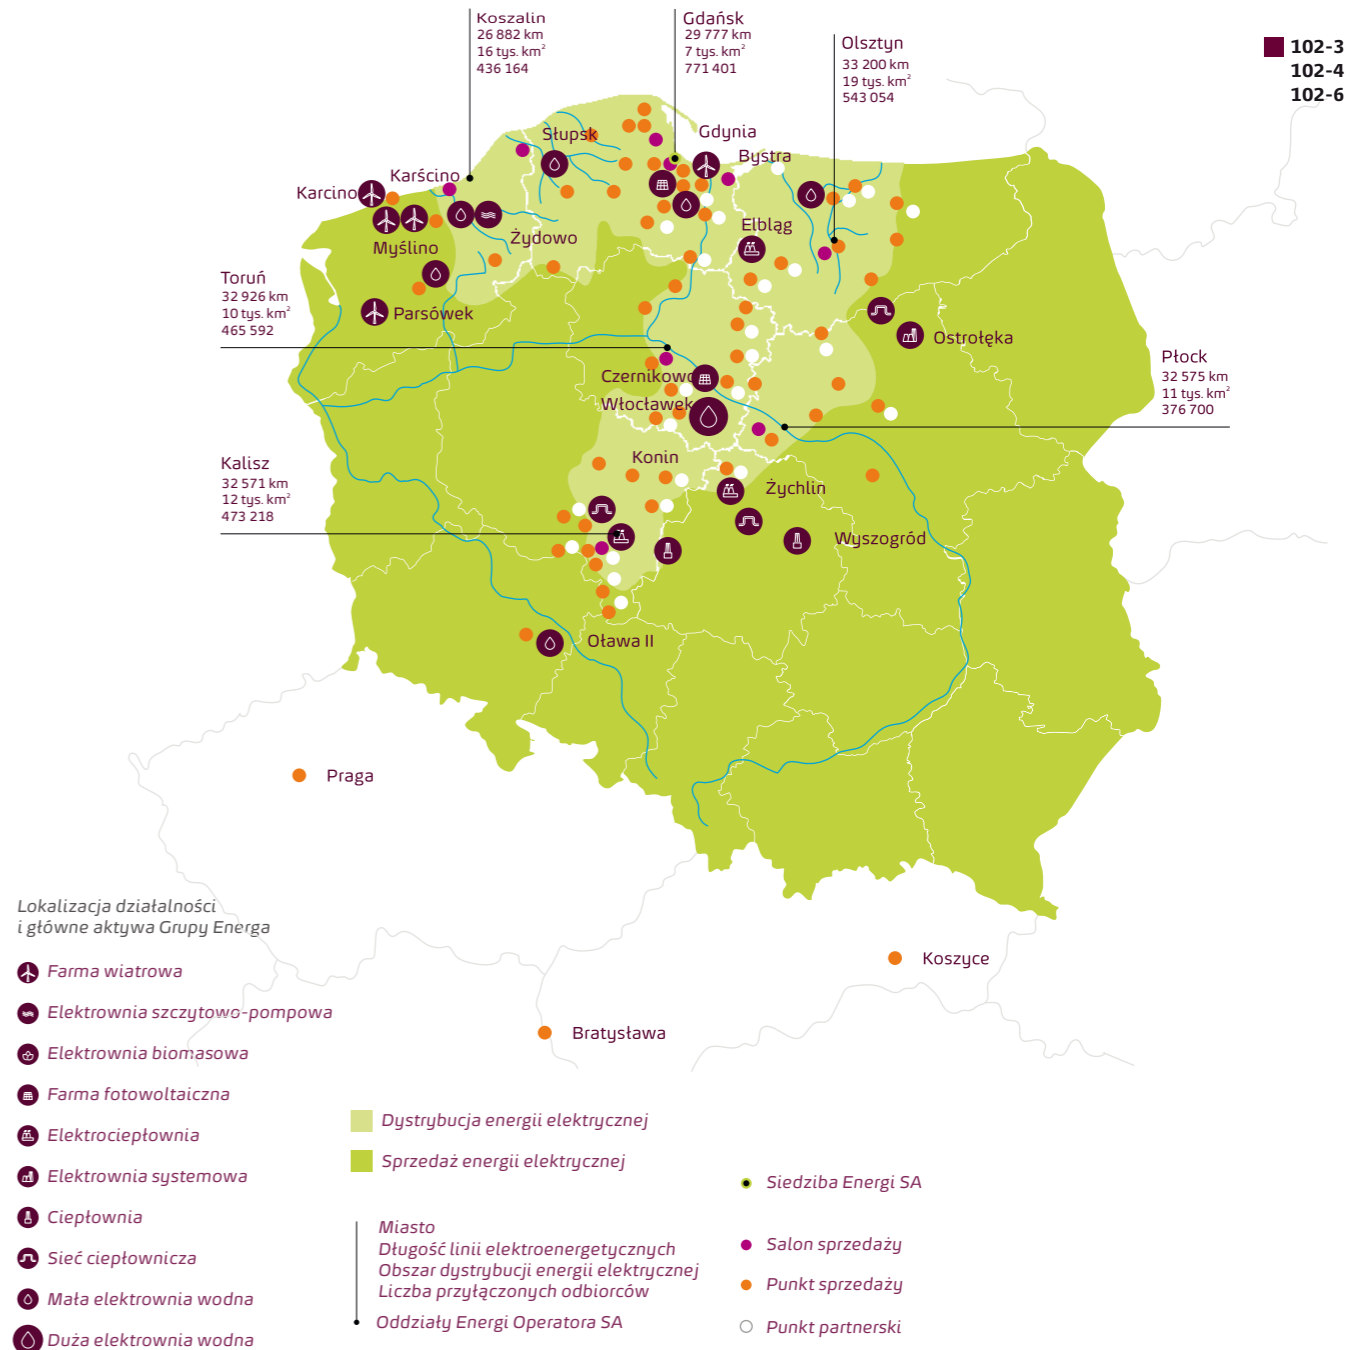 Koszalin
26 882 km
16 tys. km²
436 164
Gdańsk
29 777 km
7 tys. km²
771 401
Olsztyn
33 200 km
19 tys. km²
543 054
102-3
102-4
102-6
Słupsk
Gdynia
Bystra
Karścino
Karcino
Żydowo
Elbląg
Myślino
Toruń
32 926 km
10 tys. km²
465 592
Parsówek
Ostrołęka
Płock
32 575 km
11 tys. km²
376 700
Czernikowo
Włocławek
Kalisz
32 571 km
12 tys. km²
473 218
Konin
Żychlin
Wyszogród
Oława II
Praga
Koszyce
Bratysława
Lokalizacja działalności
i główne aktywa Grupy Energa
Farma wiatrowa
Elektrownia szczytowo-pompowa
Elektrownia biomasowa
Farma fotowoltaiczna
Elektrociepłownia
Elektrownia systemowa
Ciepłownia
Sieć ciepłownicza
Mała elektrownia wodna
Duża elektrownia wodna
Dystrybucja energii elektrycznej
Sprzedaż energii elektrycznej
Miasto
Długość linii elektroenergetycznych
Obszar dystrybucji energii elektrycznej
Liczba przyłączonych odbiorców
Oddziały Energi Operatora SA
Siedziba Energi SA
Salon sprzedaży
Punkt sprzedaży
Punkt partnerski